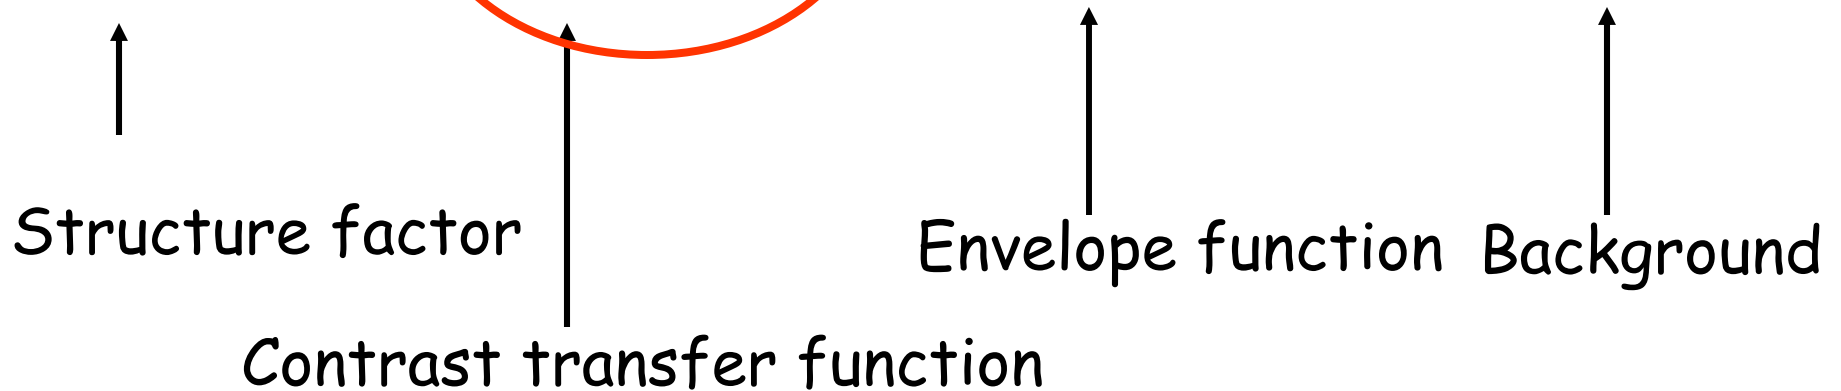 Structure factor
Envelope function
Background
Contrast transfer function